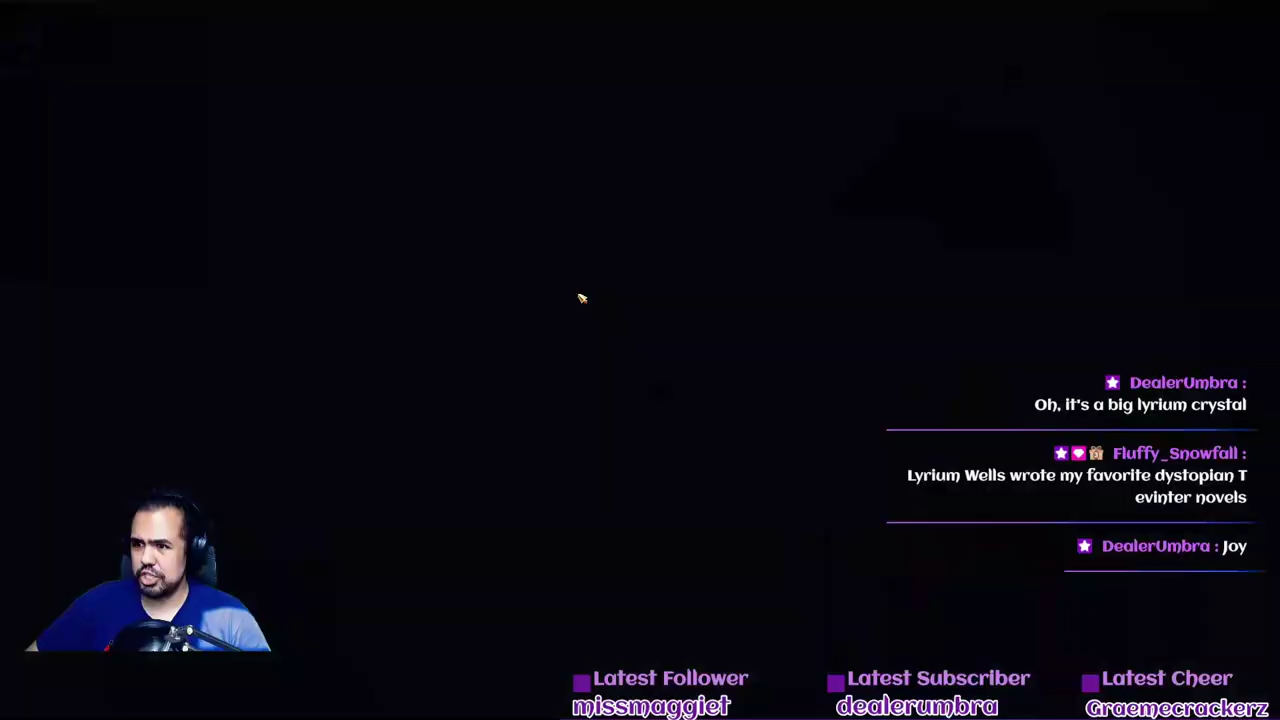 DealerUmbra :
Oh, it's a big lyrium crystal
Fluffy_Snowfall :
Lyrium Wells wrote my favorite dystopian T
evinter novels
DealerUmbra : Joy
Latest Follower
missmaggiet
Latest Subscriber
dealerumbra
Latest Cheer
Graemecrackerz